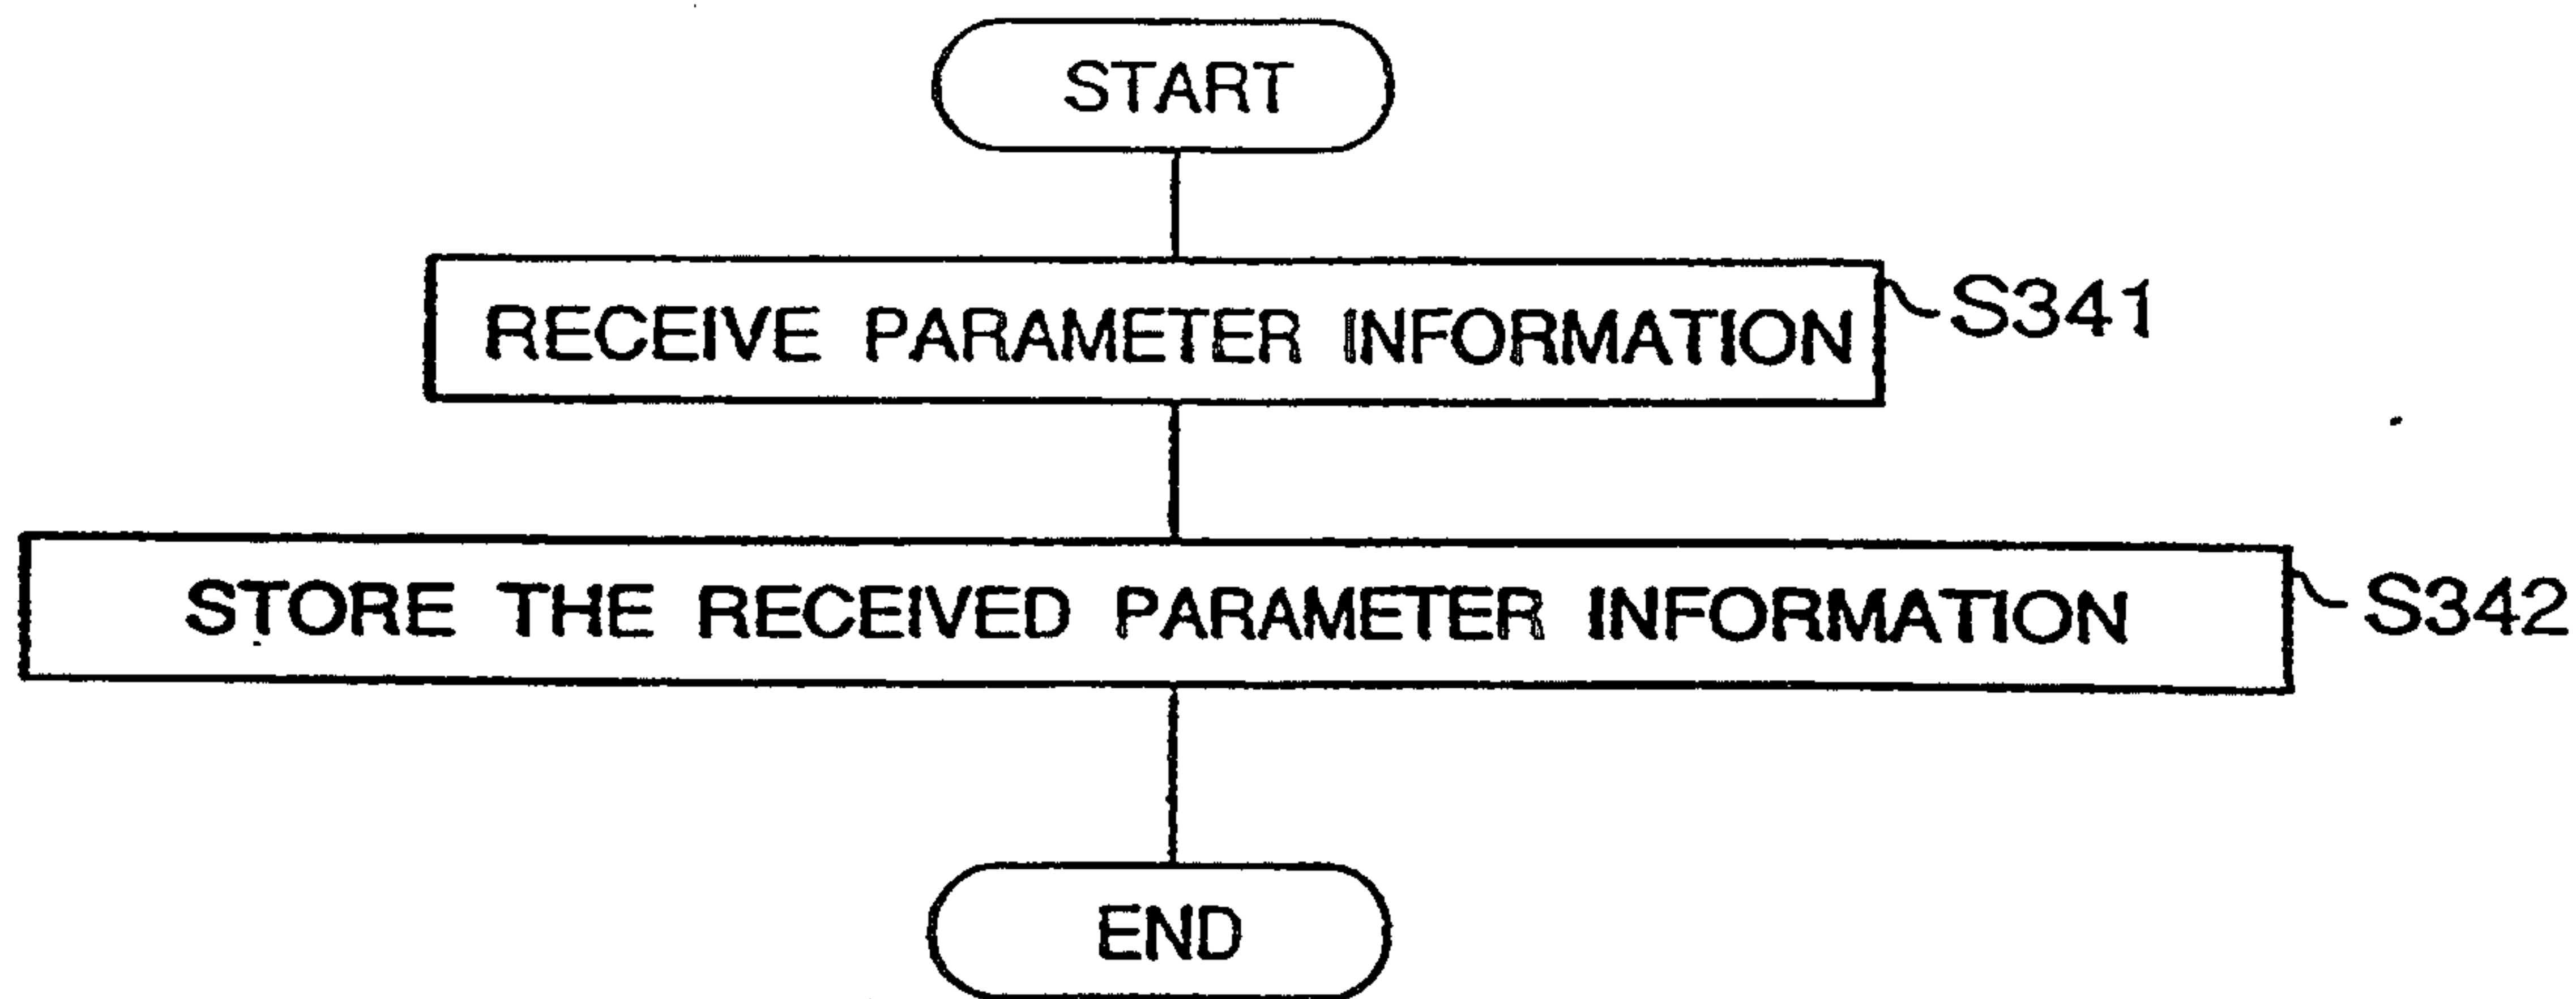 START
RECEIVE PARAMETER INFORMATION
S341
STORE THE RECEIVED PARAMETER INFORMATION
S342
END